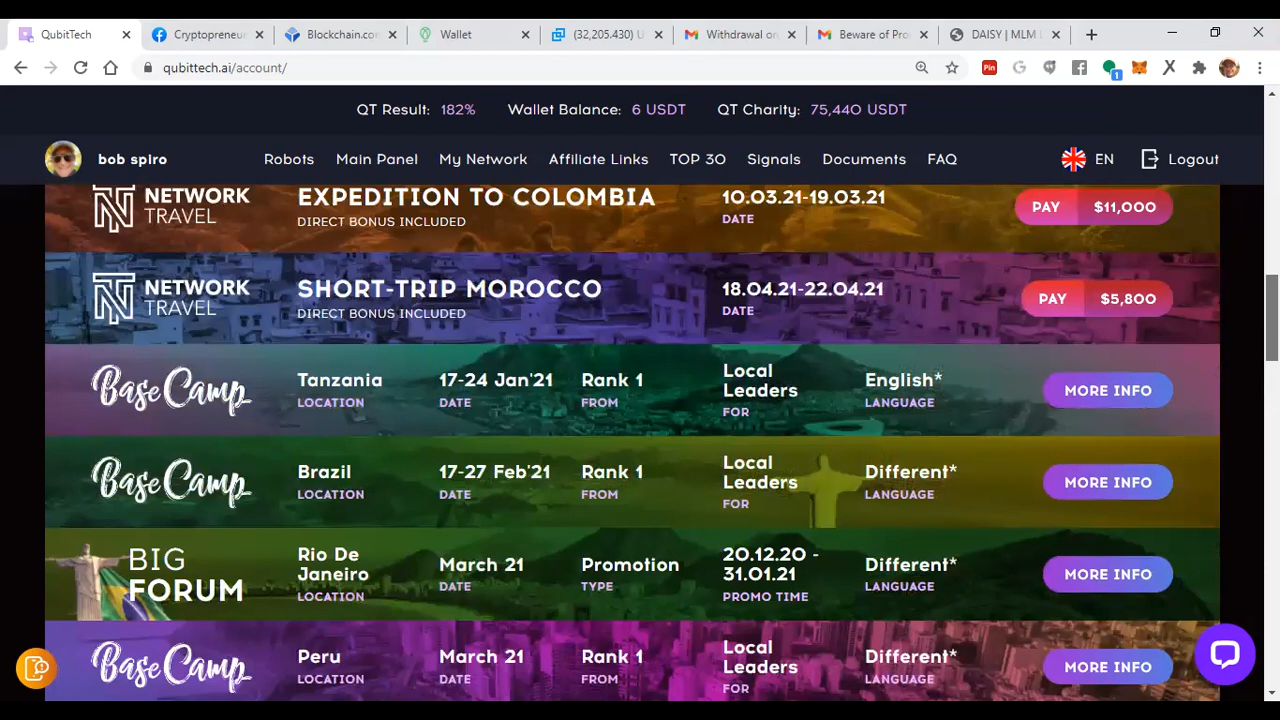 QubitTech
Cryptopreneur
Blockchain.co
Wallet
(32,205.430) U
Withdrawal on
Beware of Pro
DAISY | MLM
qubittech.ai/account/
Pin
1
QT Result: 182% Wallet Balance: 6 USDT QT Charity: 75,440 USDT
bob spiro Robots Main Panel My Network Affiliate Links TOP 30 Signals Documents FAQ EN Logout
NETWORK TRAVEL
EXPEDITION TO COLOMBIA
DIRECT BONUS INCLUDED
10.03.21-19.03.21
DATE
PAY $11,000
NETWORK TRAVEL
SHORT-TRIP MOROCCO
DIRECT BONUS INCLUDED
18.04.21-22.04.21
DATE
PAY $5,800
Base Camp
Tanzania
LOCATION
17-24 Jan'21
DATE
Rank 1
FROM
Local
Leaders
FOR
English*
LANGUAGE
MORE INFO
Base Camp
Brazil
LOCATION
17-27 Feb'21
DATE
Rank 1
FROM
Local
Leaders
FOR
Different*
LANGUAGE
MORE INFO
BIG
FORUM
Rio De
Janeiro
LOCATION
March 21
DATE
Promotion
TYPE
20.12.20 -
31.01.21
PROMO TIME
Different*
LANGUAGE
MORE INFO
Base Camp
Peru
LOCATION
March 21
DATE
Rank 1
FROM
Local
Leaders
FOR
Different*
LANGUAGE
MORE INFO